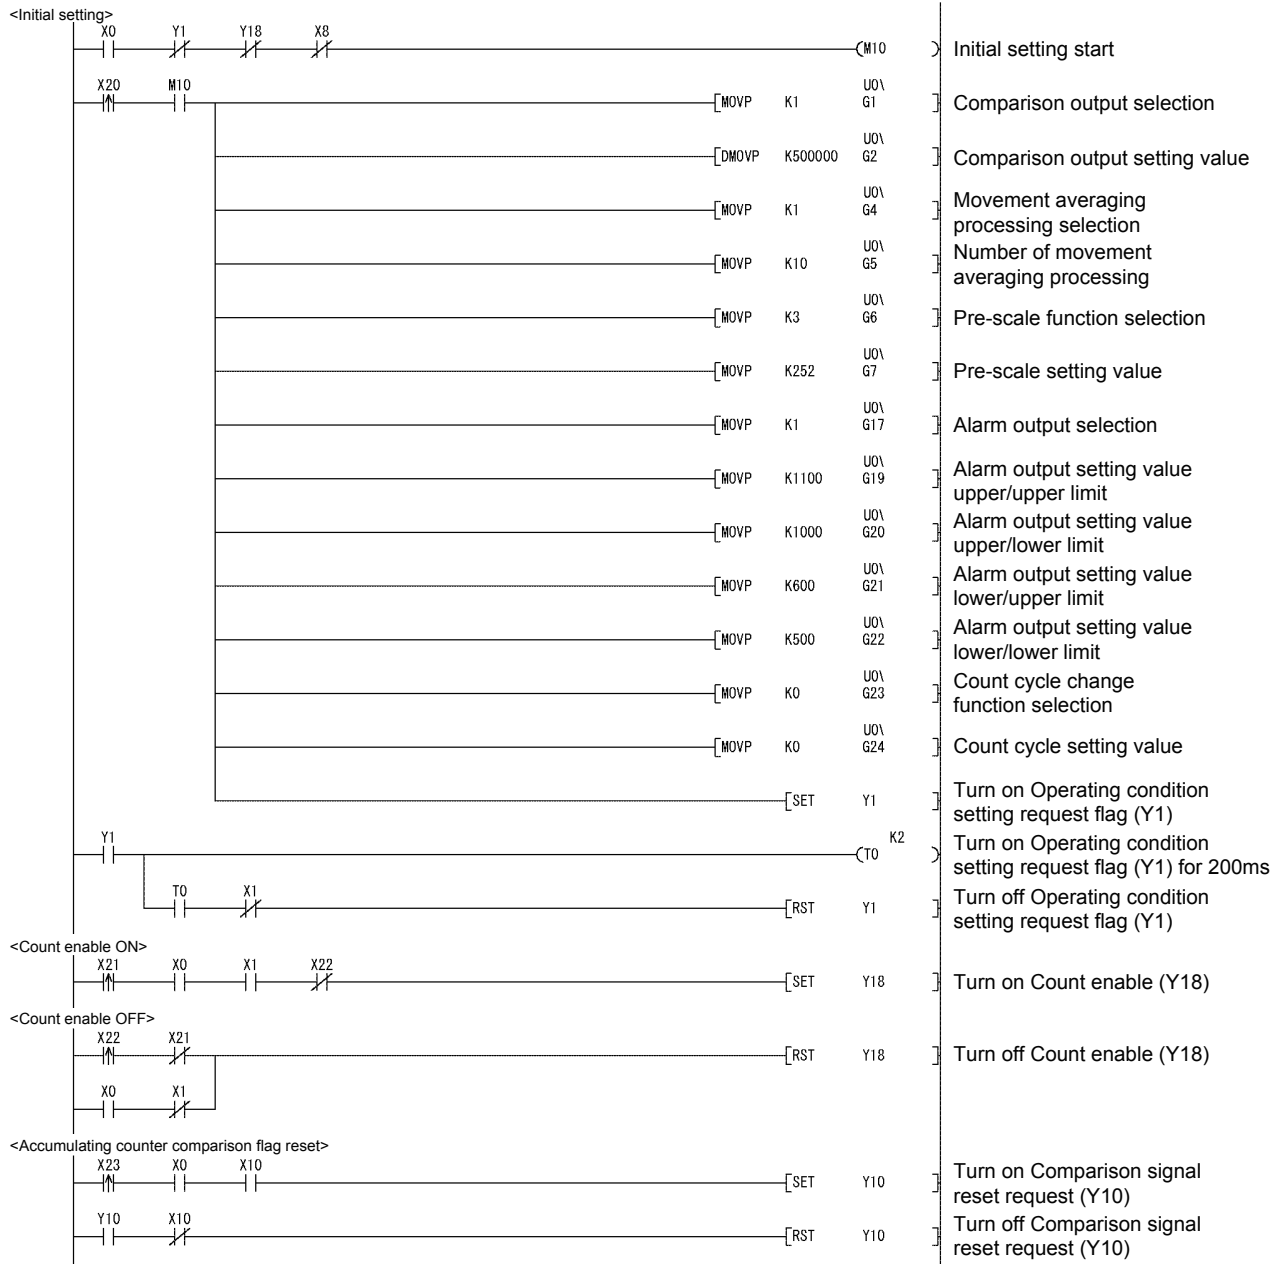 <Initial setting>
X0 Y1 Y18 X8
M10 Initial setting start
X20 M10 U0\
MOVP K1 G1 Comparison output selection
U0\
DMOVP K500000 G2 Comparison output setting value
U0\ Movement averaging
MOVP K1 G4 processing selection
U0\ Number of movement
MOVP K10 G5 averaging processing
U0\
MOVP K3 G6 Pre-scale function selection
U0\
MOVP K252 G7 Pre-scale setting value
U0\
MOVP K1 G17 Alarm output selection
U0\ Alarm output setting value
MOVP K1100 G19 upper/upper limit
U0\ Alarm output setting value
MOVP K1000 G20 upper/lower limit
U0\ Alarm output setting value
MOVP K600 G21 lower/upper limit
U0\ Alarm output setting value
MOVP K500 G22 lower/lower limit
U0\ Count cycle change
MOVP K0 G23 function selection
U0\
MOVP K0 G24 Count cycle setting value
SET Y1 Turn on Operating condition
setting request flag (Y1)
Y1 K2 Turn on Operating condition
T0 setting request flag (Y1) for 200ms
T0 X1 Turn off Operating condition
RST Y1 setting request flag (Y1)
<Count enable ON>
X21 X0 X1 X22
SET Y18 Turn on Count enable (Y18)
<Count enable OFF>
X22 X21
RST Y18 Turn off Count enable (Y18)
X0 X1
<Accumulating counter comparison flag reset>
X23 X0 X10 Turn on Comparison signal
SET Y10 reset request (Y10)
Y10 X10 Turn off Comparison signal
RST Y10 reset request (Y10)